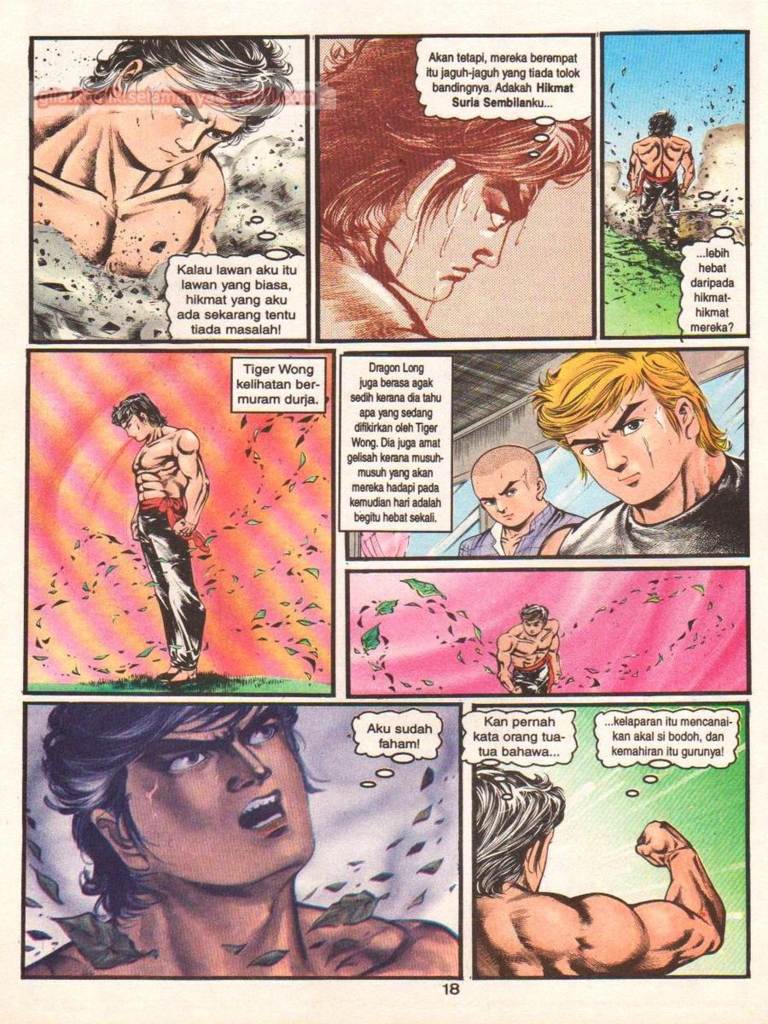 Kalau lawan aku itu
lawan yang biasa,
hikmat yang aku
ada sekarang tentu
tiada masalah!
Akan tetapi, mereka berempat
itu jaguh-jaguh yang tiada tolok
bandingnya. Adakah Hikmat
Suria Sembilanku...
...lebih
hebat
daripada
hikmat-
hikmat
mereka?
Tiger Wong
kelihatan ber-
muram durja.
Dragon Long
juga berasa agak
sedih kerana dia tahu
apa yang sedang
difikirkan oleh Tiger
Wong. Dia juga amat
gelisah kerana musuh-
musuh yang akan
mereka hadapi pada
kemudian hari adalah
begitu hebat sekali.
Aku sudah
faham!
Kan pernah
kata orang tua-
tua bahawa...
...kelaparan itu mencanai-
kan akal si bodoh, dan
kemahiran itu gurunya!
18